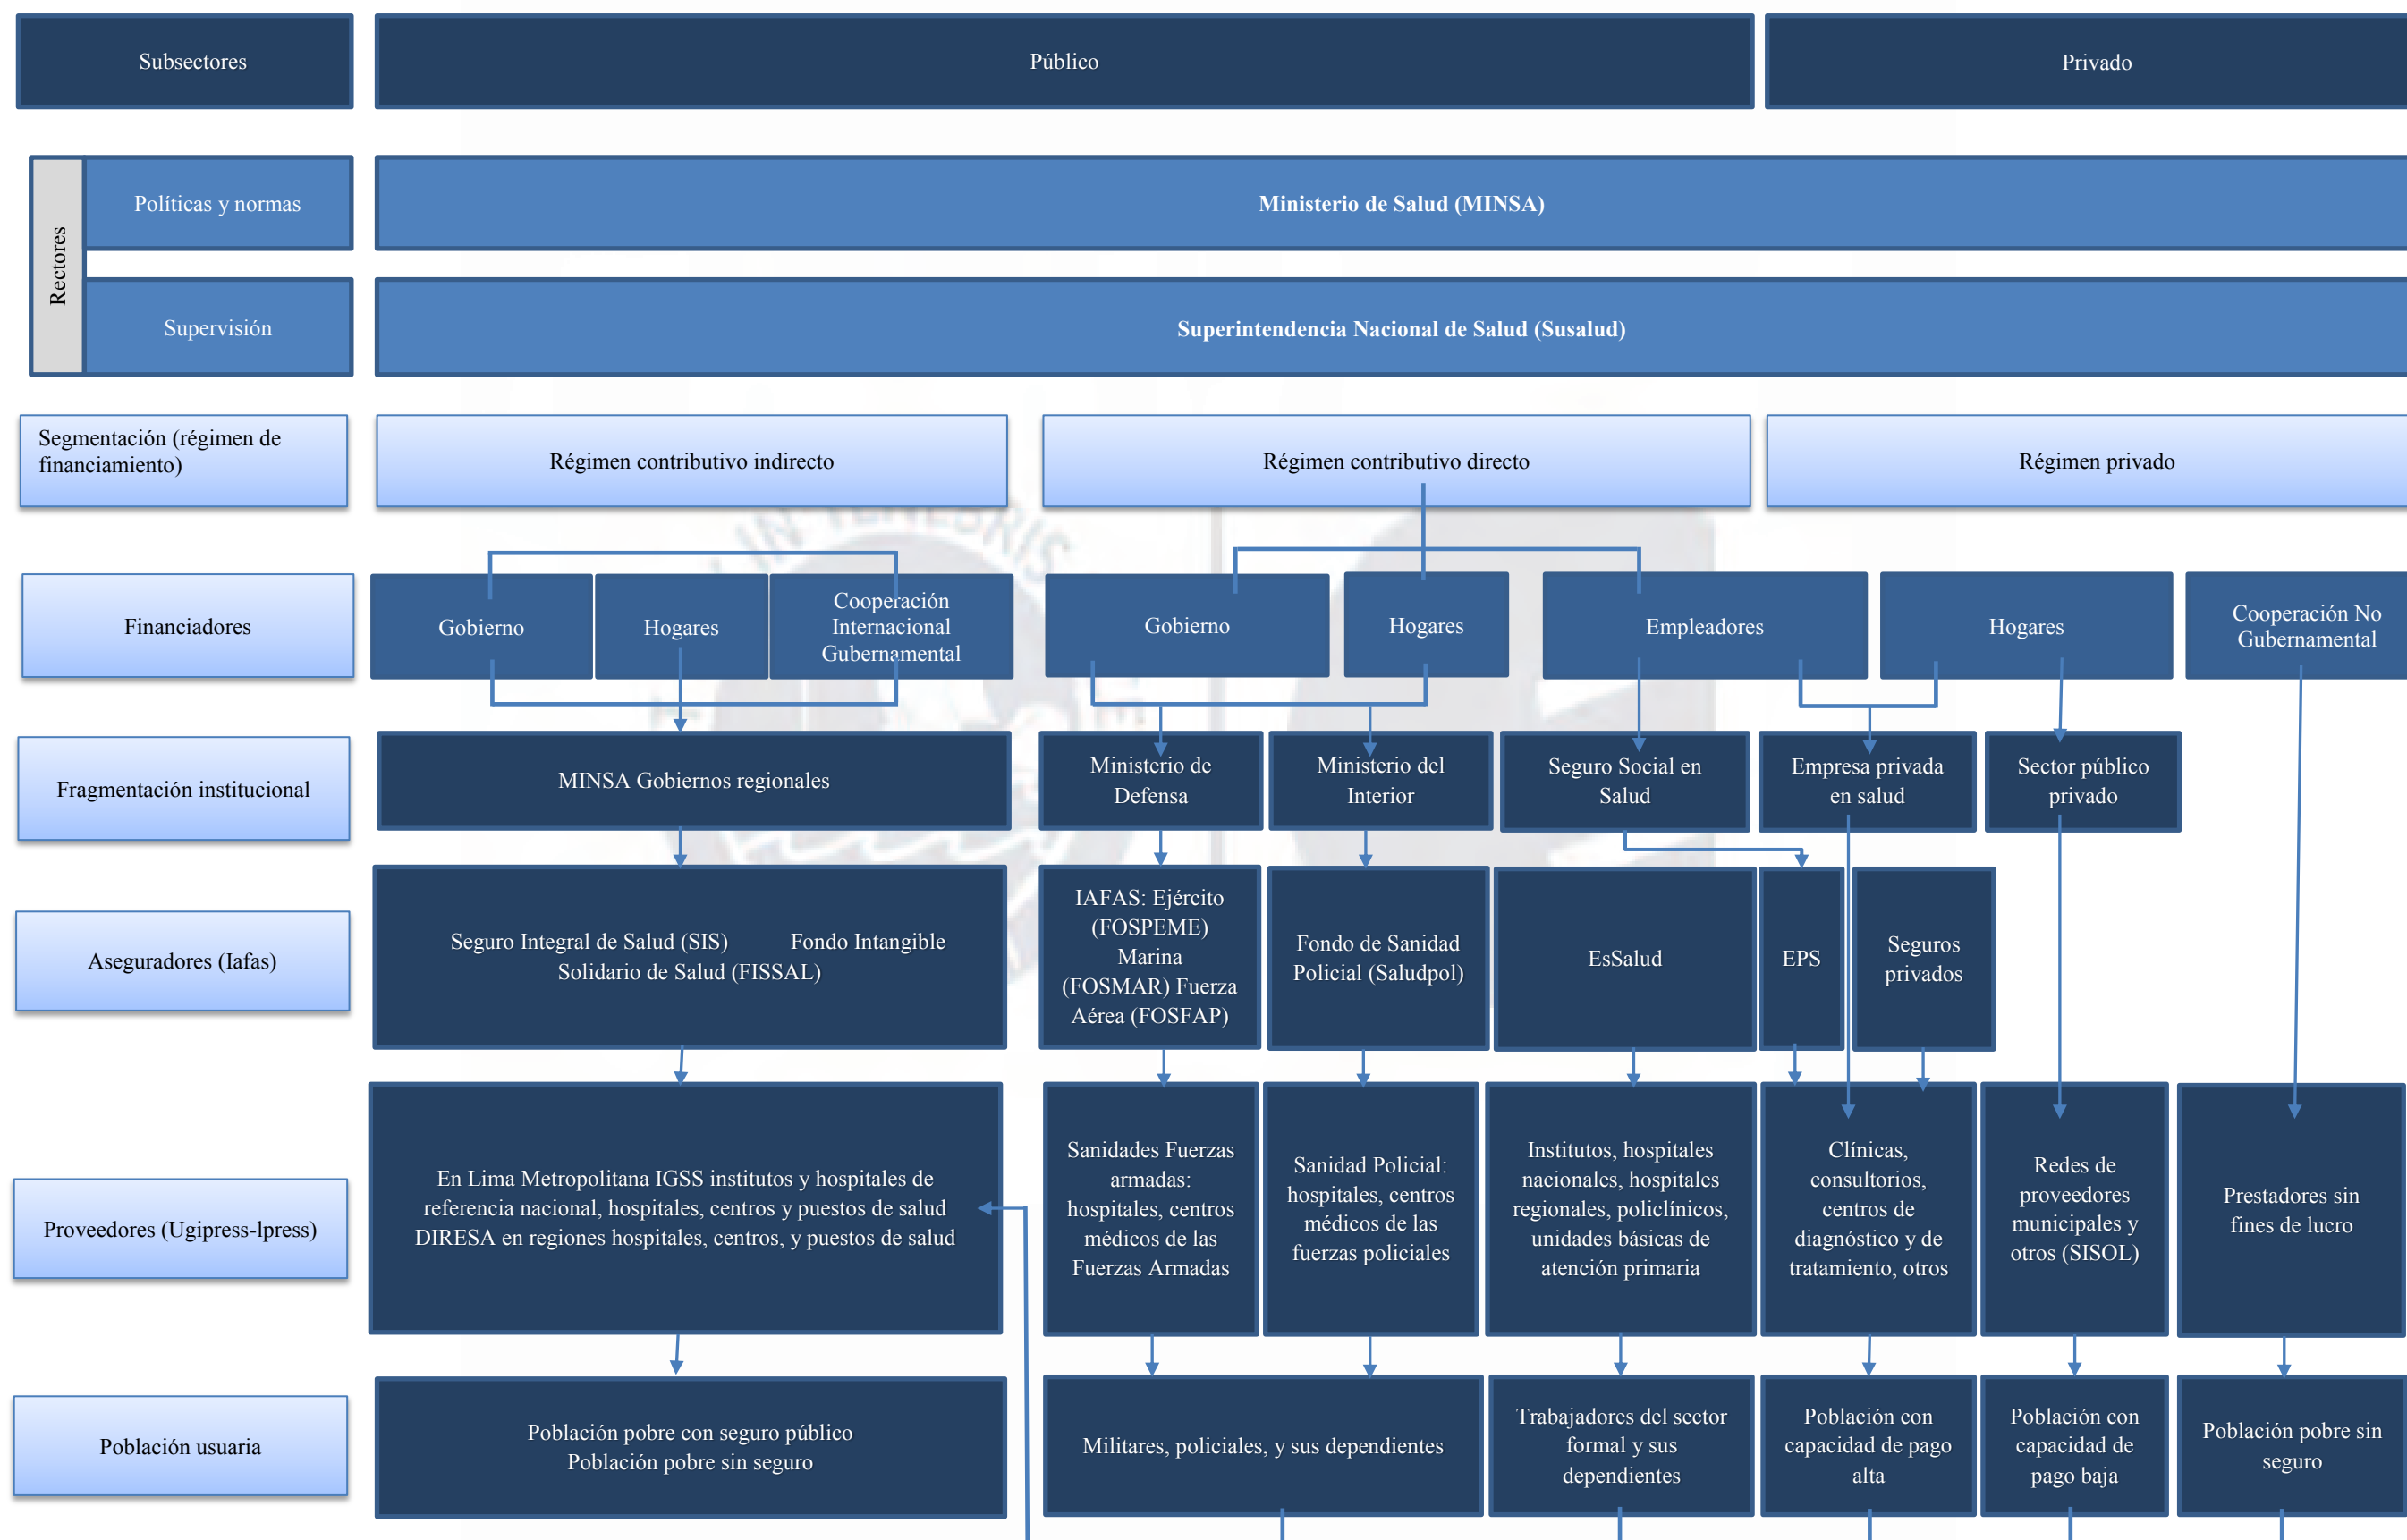 Subsectores
Público
Privado
Rectores
Políticas y normas
Ministerio de Salud (MINSA)
Supervisión
Superintendencia Nacional de Salud (Susalud)
Segmentación (régimen de
financiamiento)
Régimen contributivo indirecto
Régimen contributivo directo
Régimen privado
Financiadores
Gobierno
Hogares
Cooperación
Internacional
Gubernamental
Gobierno
Hogares
Empleadores
Hogares
Cooperación No
Gubernamental
Fragmentación institucional
MINSA Gobiernos regionales
Ministerio de
Defensa
Ministerio del
Interior
Seguro Social en
Salud
Empresa privada
en salud
Sector público
privado
Aseguradores (Iafas)
Seguro Integral de Salud (SIS) Fondo Intangible
Solidario de Salud (FISSAL)
IAFAS: Ejército
(FOSPEME)
Marina
(FOSMAR) Fuerza
Aérea (FOSFAP)
Fondo de Sanidad
Policial (Saludpol)
EsSalud
EPS
Seguros
privados
Proveedores (Ugipress-lpress)
En Lima Metropolitana IGSS institutos y hospitales de
referencia nacional, hospitales, centros y puestos de salud
DIRESA en regiones hospitales, centros, y puestos de salud
Sanidades Fuerzas
armadas:
hospitales, centros
médicos de las
Fuerzas Armadas
Sanidad Policial:
hospitales, centros
médicos de las
fuerzas policiales
Institutos, hospitales
nacionales, hospitales
regionales, policlínicos,
unidades básicas de
atención primaria
Clínicas,
consultorios,
centros de
diagnóstico y de
tratamiento, otros
Redes de
proveedores
municipales y
otros (SISOL)
Prestadores sin
fines de lucro
Población usuaria
Población pobre con seguro público
Población pobre sin seguro
Militares, policiales, y sus dependientes
Trabajadores del sector
formal y sus
dependientes
Población con
capacidad de pago
alta
Población con
capacidad de
pago baja
Población pobre sin
seguro
IN TENEBRIS